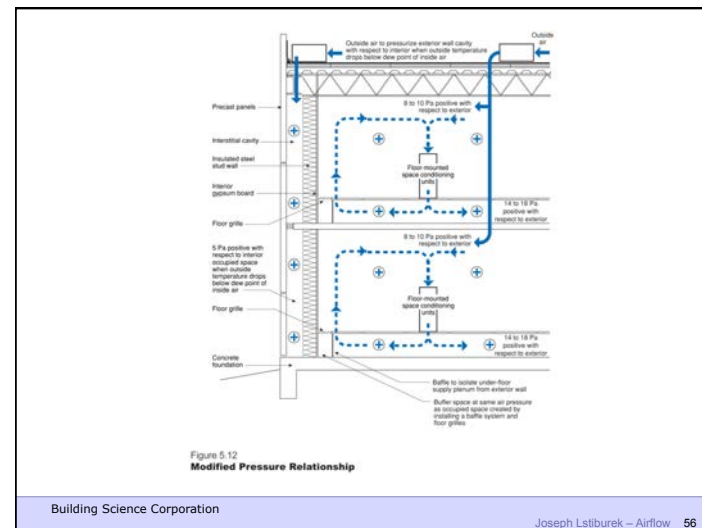 Outside air to pressurize exterior wall cavity
with respect to interior when outside temperature
drops below dew point of inside air
Outside
air
Precast panels
8 to 10 Pa positive with
respect to exterior
Interstitial cavity
Insulated steel
stud wall
Floor-mounted
space conditioning
units
Interior
gypsum board
14 to 18 Pa
positive with
respect to exterior
Floor grille
8 to 10 Pa positive with
respect to exterior
5 Pa positive with
respect to interior
occupied space
when outside
temperature drops
below dew point of
inside air
Floor-mounted
space conditioning
units
Floor grille
14 to 18 Pa
positive with
respect to exterior
Concrete
foundation
Baffle to isolate under-floor
supply plenum from exterior wall
Buffer space at same air pressure
as occupied space created by
installing a baffle system and
floor grilles
Figure 5.12
Modified Pressure Relationship
Building Science Corporation
Joseph Lstiburek – Airflow 56